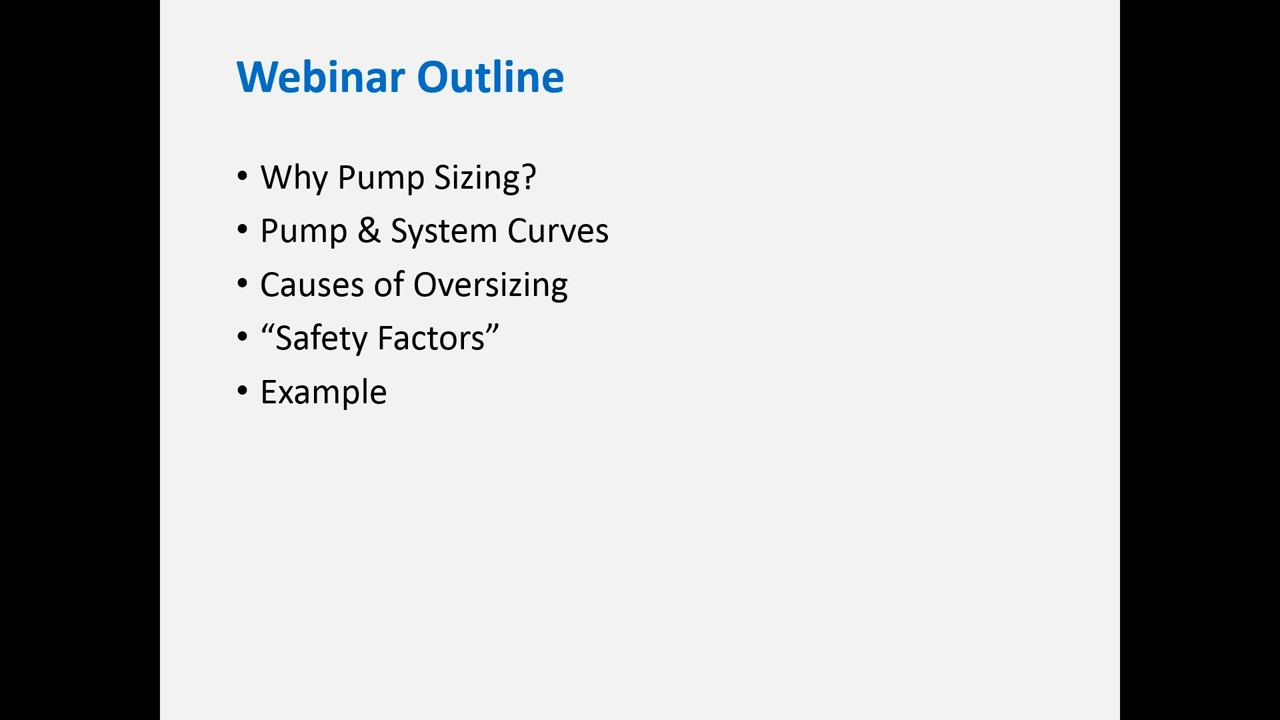 Webinar Outline
• Why Pump Sizing?
• Pump & System Curves
• Causes of Oversizing
• “Safety Factors”
• Example